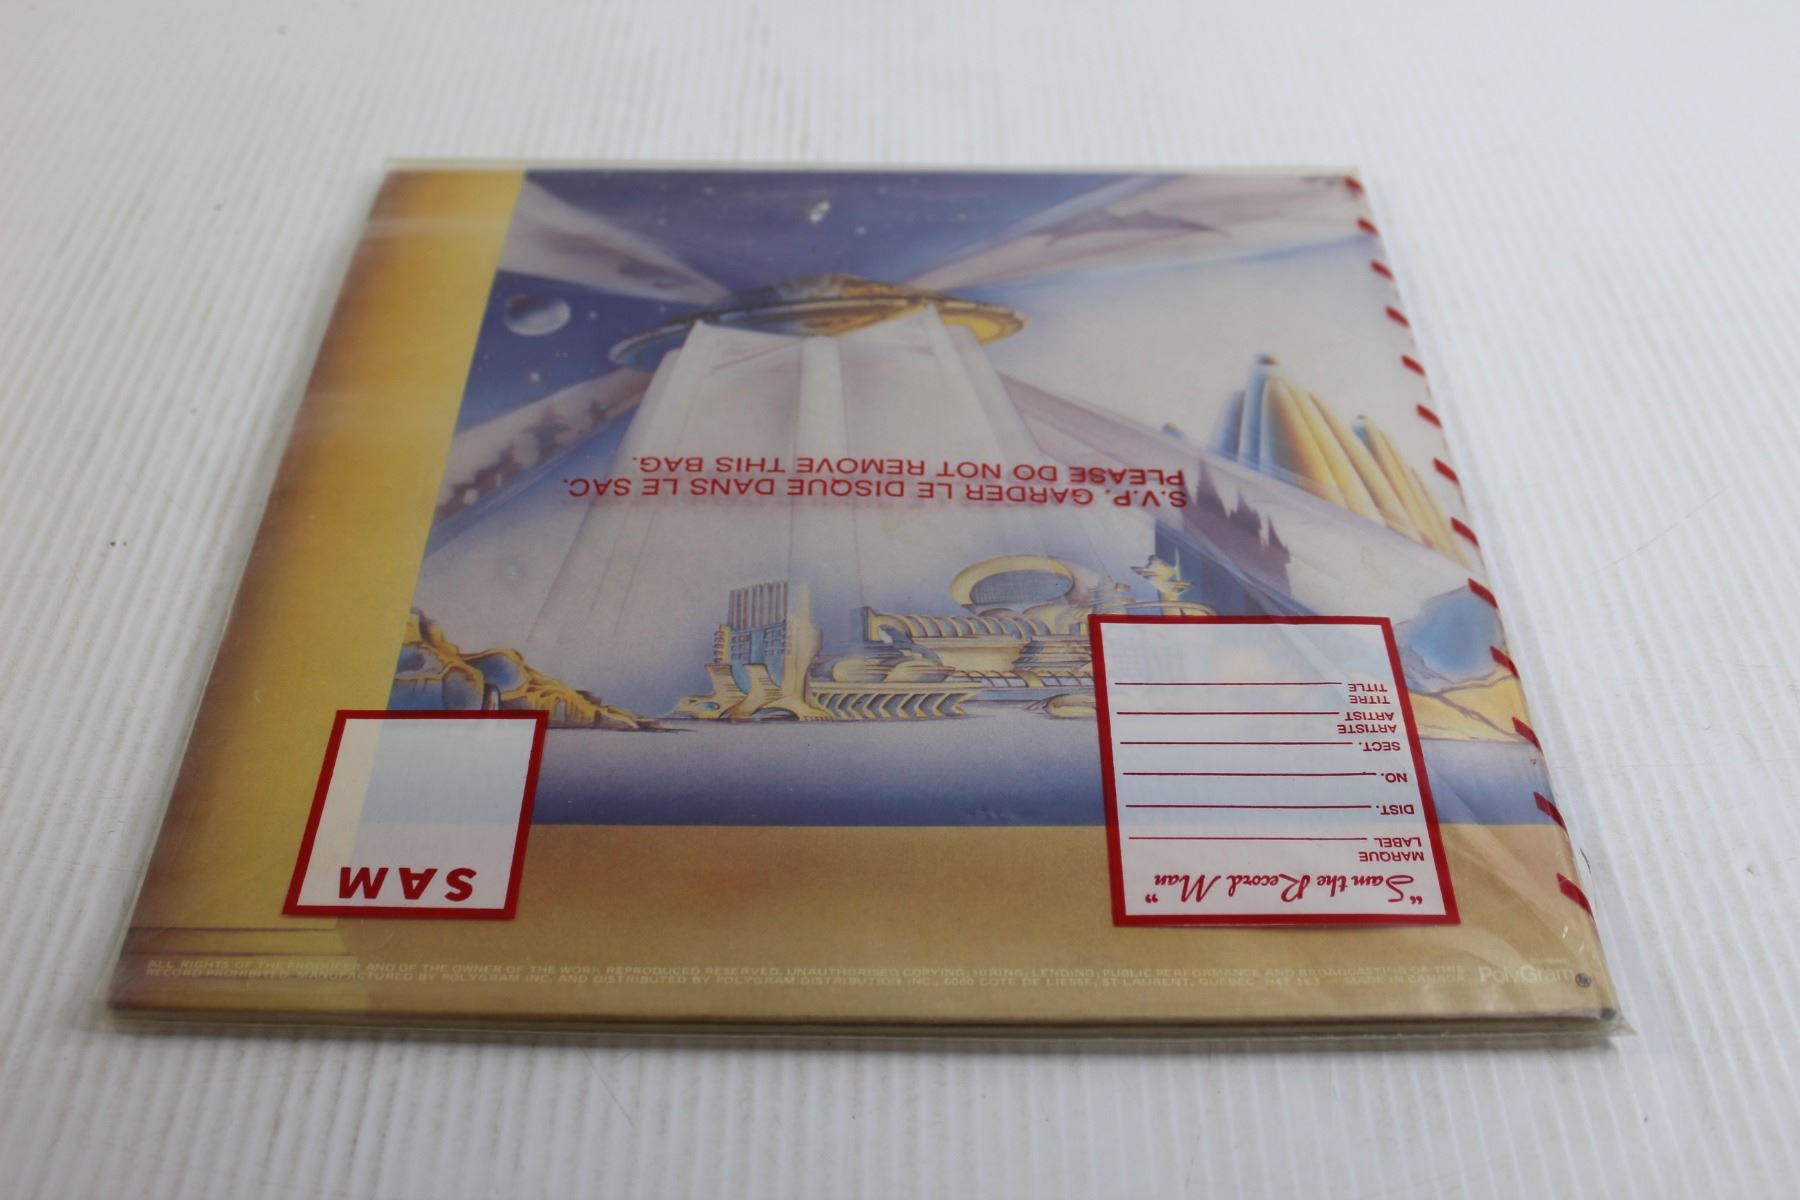 S.V.P. GARDER LE DISQUE DANS LE SAC.
PLEASE DO NOT REMOVE THIS BAG.
"Sam the Record Man"
MARQUE
LABEL
DIST.
NO.
SECT.
ARTISTE
ARTIST
TITRE
TITLE
SAM
ALL RIGHTS OF THE PRODUCER AND OF THE OWNER OF THE WORK REPRODUCED RESERVED. UNAUTHORISED COPYING, HIRING, LENDING, PUBLIC PERFORMANCE AND BROADCASTING OF THIS
RECORD PROHIBITED. MANUFACTURED BY POLYGRAM INC. AND DISTRIBUTED BY POLYGRAM DISTRIBUTION INC., 6000 COTE DE LIESSE, ST-LAURENT, QUEBEC MADE IN CANADA.
PolyGram